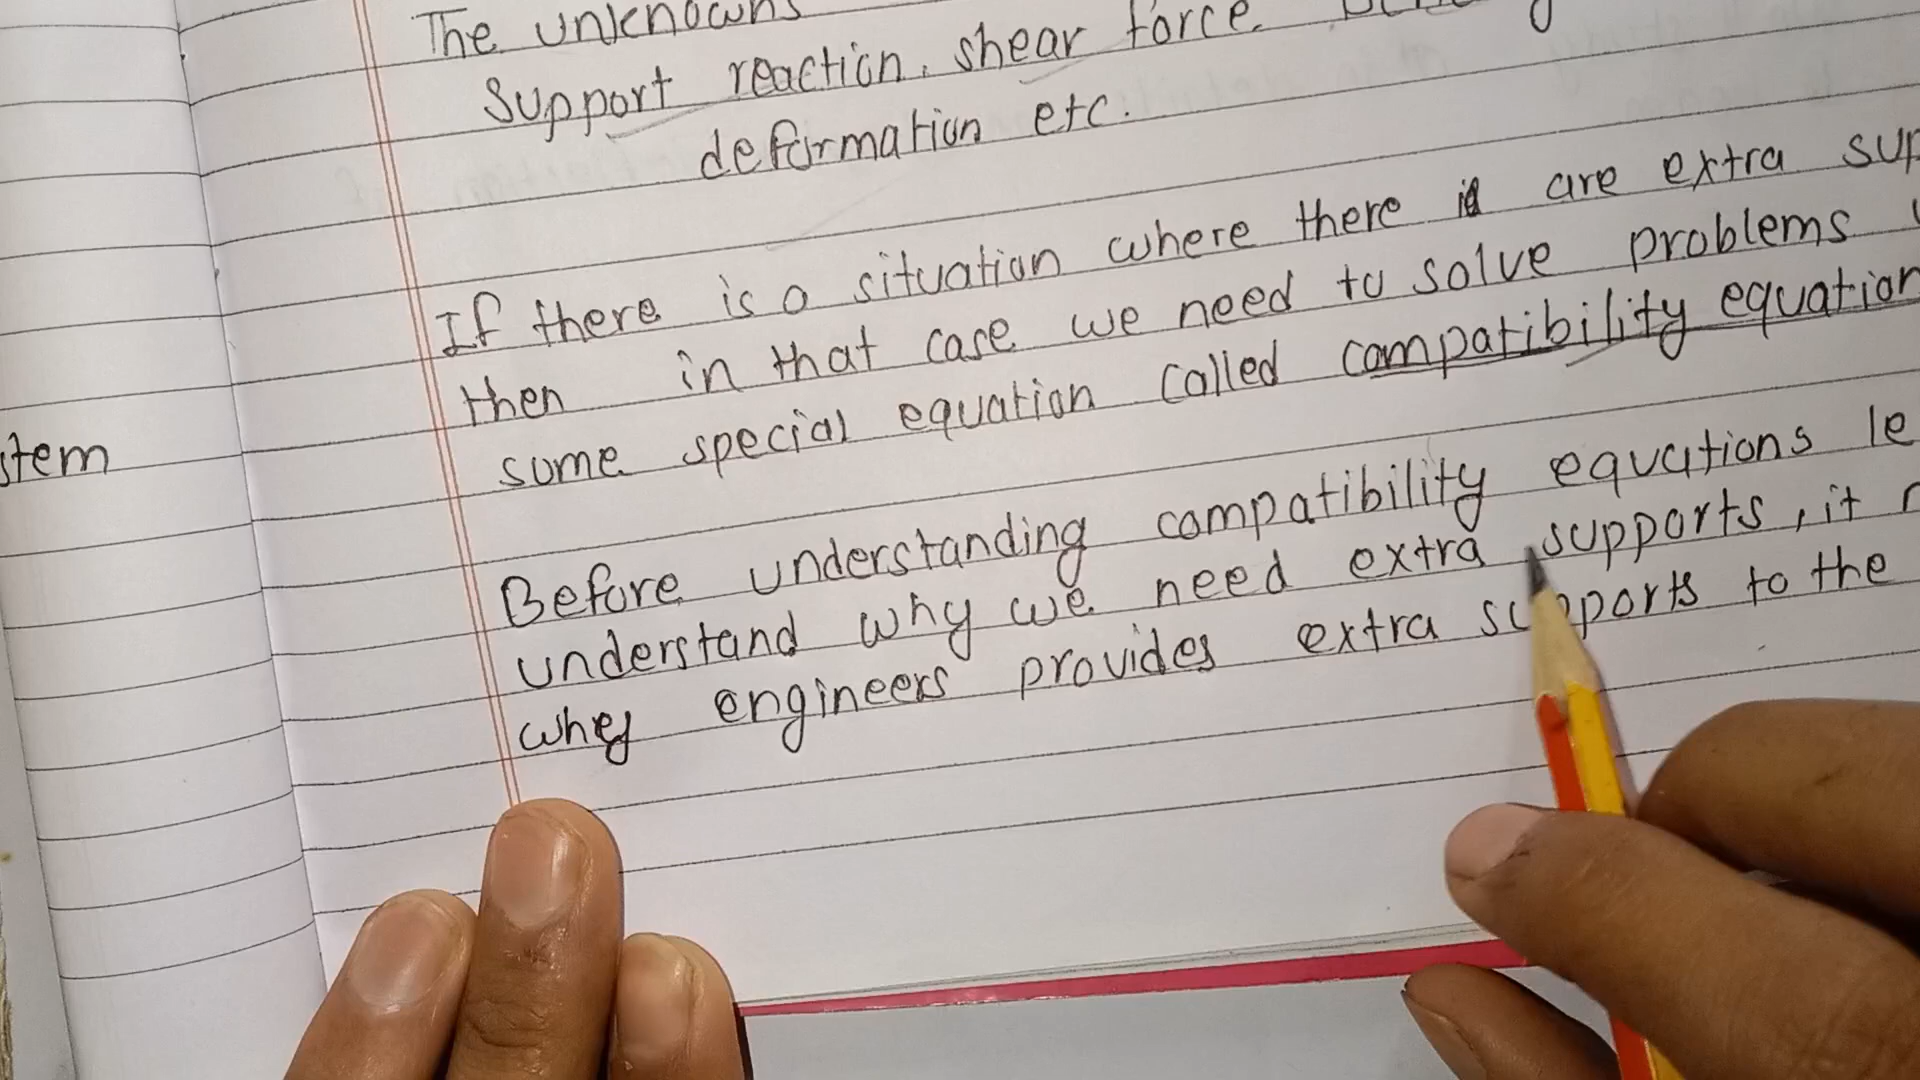 The unknowns
support reaction, shear force.
deformation etc.
If there is a situation where there are extra sup
then in that case we need to solve problems
some special equation called compatibility equation
stem
Before understanding compatibility equations le
understand why we need extra supports, it
whey engineers provides extra supports to the